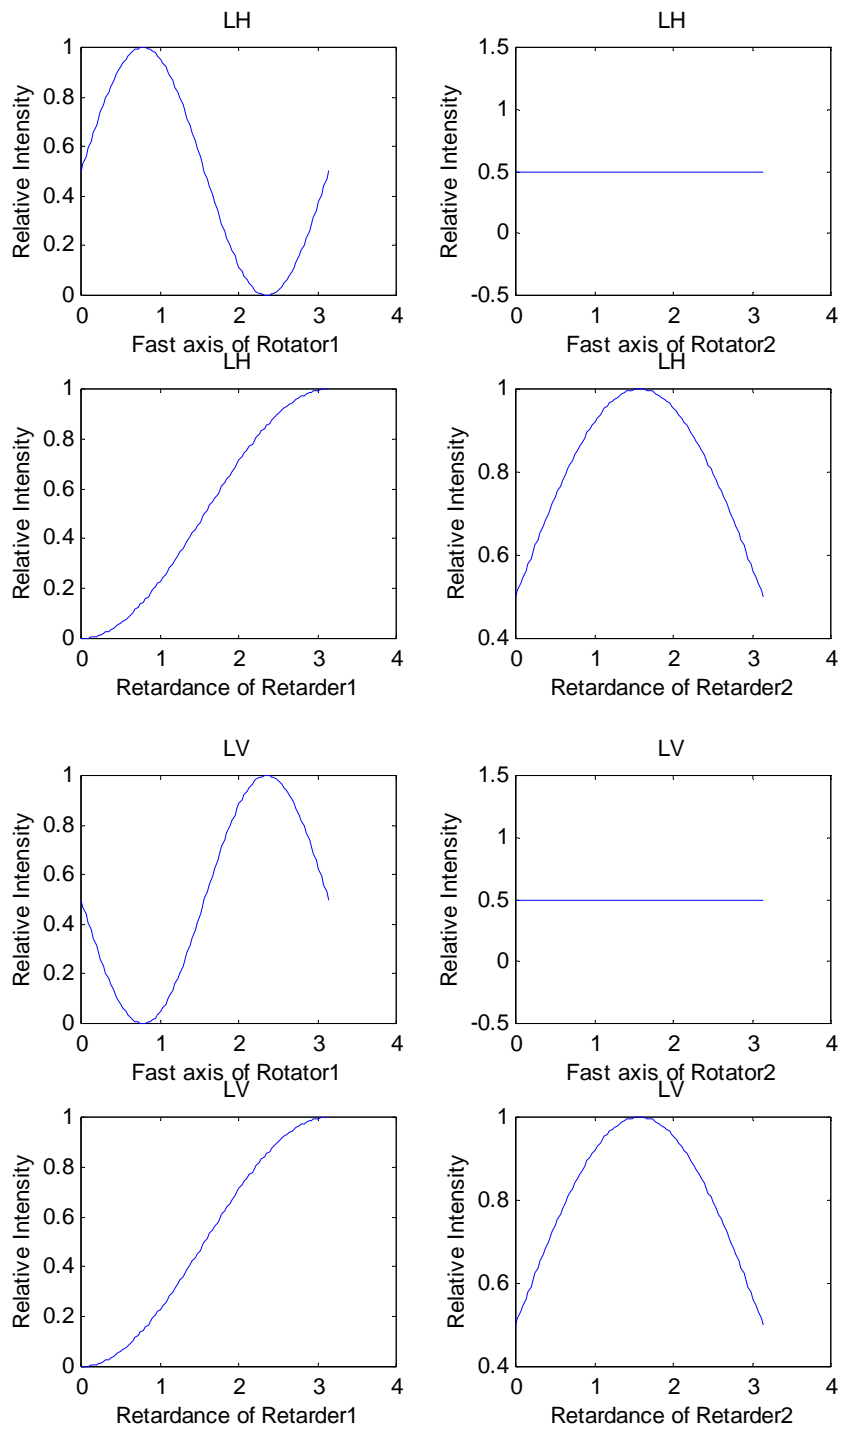 LH
LH
1
0.8
0.6
0.4
0.2
0
Relative Intensity
0 1 2 3 4
Fast axis of Rotator1
1.5
1
0.5
0
-0.5
Relative Intensity
0 1 2 3 4
Fast axis of Rotator2
LH
LH
1
0.8
0.6
0.4
0.2
0
Relative Intensity
0 1 2 3 4
Retardance of Retarder1
1
0.8
0.6
0.4
Relative Intensity
0 1 2 3 4
Retardance of Retarder2
LV
LV
1
0.8
0.6
0.4
0.2
0
Relative Intensity
0 1 2 3 4
Fast axis of Rotator1
1.5
1
0.5
0
-0.5
Relative Intensity
0 1 2 3 4
Fast axis of Rotator2
LV
LV
1
0.8
0.6
0.4
0.2
0
Relative Intensity
0 1 2 3 4
Retardance of Retarder1
1
0.8
0.6
0.4
Relative Intensity
0 1 2 3 4
Retardance of Retarder2